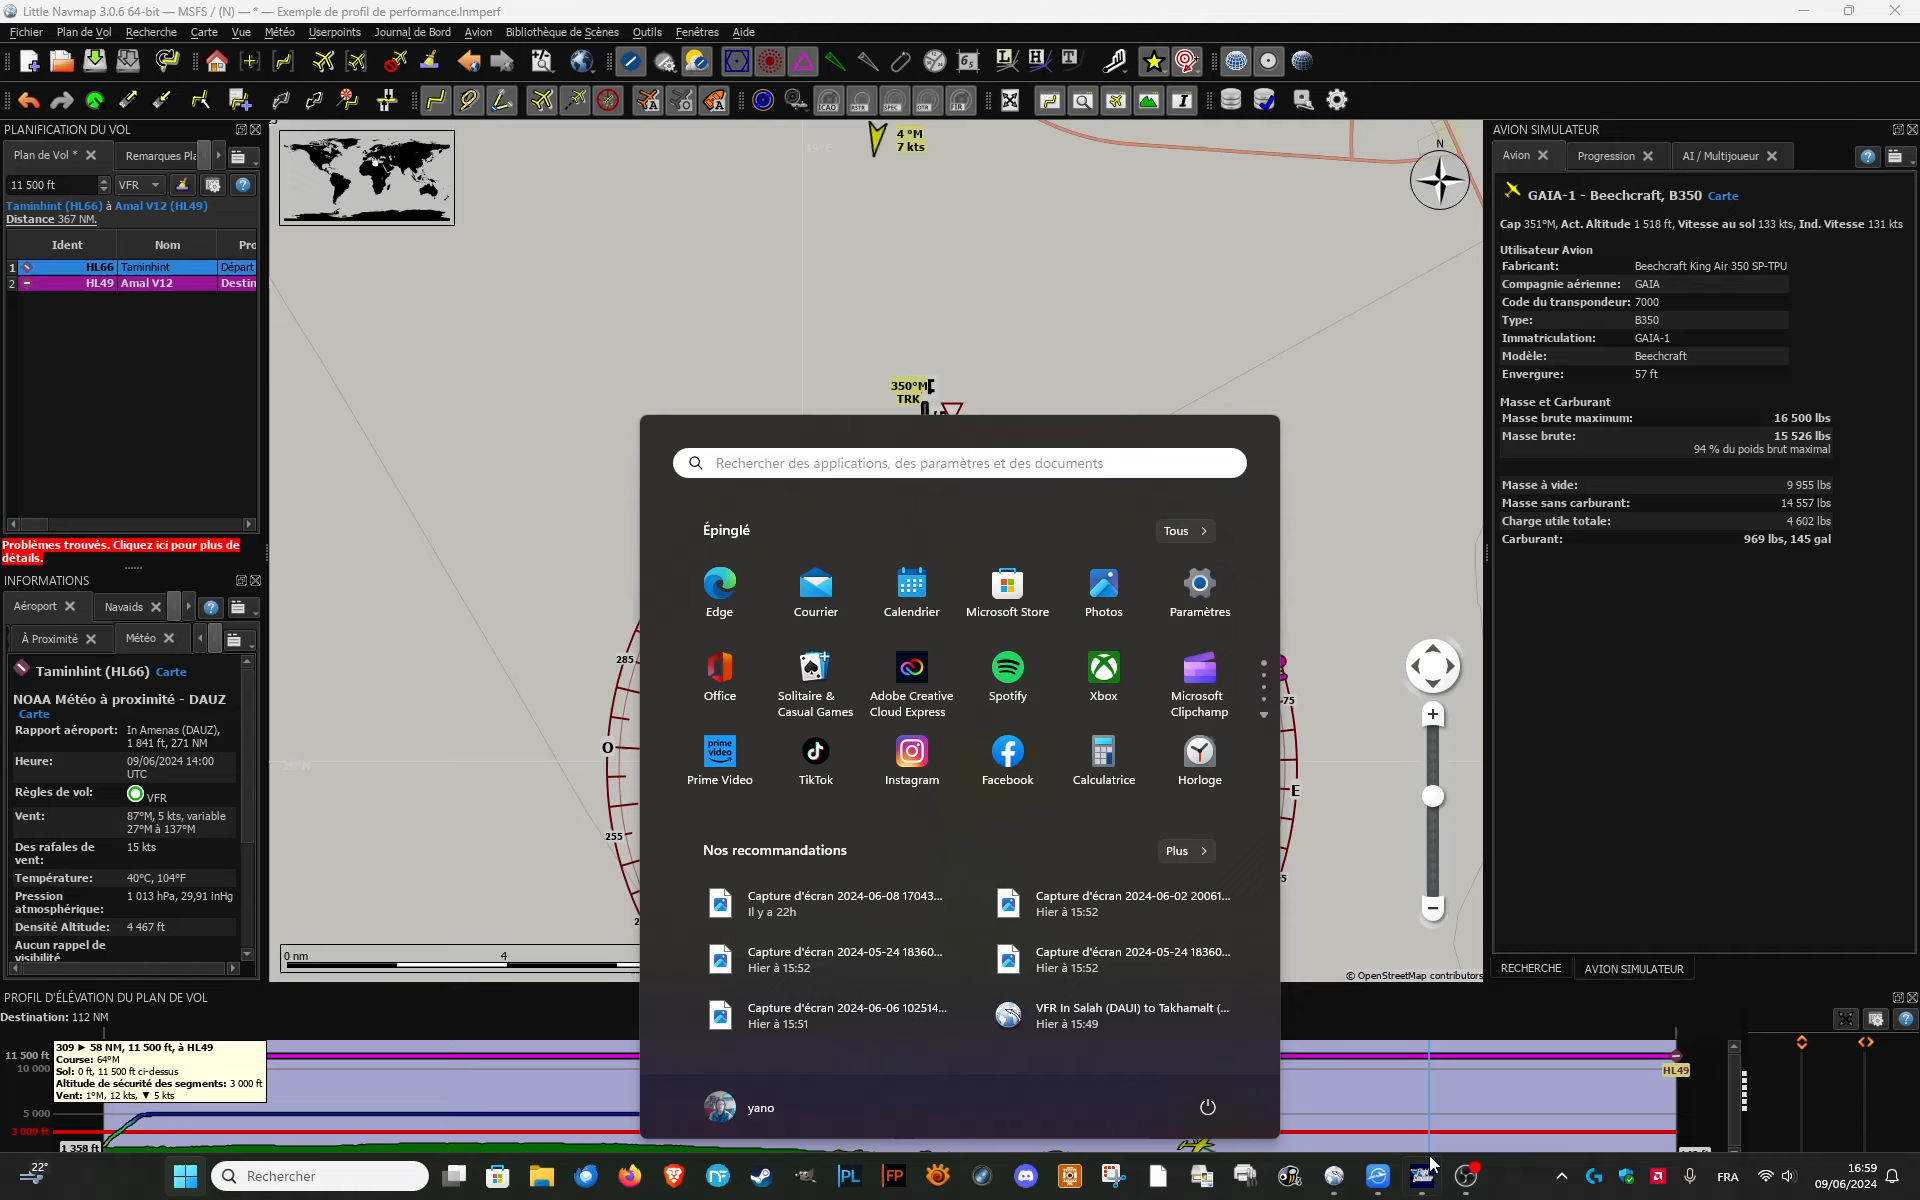 Little Navmap 3.0.6 64-bit — MSFS / (N) — * — Exemple de profil de performance.lnmperf
Fichier Plan de Vol Recherche Carte Vue Météo Userpoints Journal de Bord Avion Bibliothèque de Scènes Outils Fenêtres Aide
PLANIFICATION DU VOL
Plan de Vol *
Remarques Pla
11 500 ft
VFR
Taminhint (HL66) à Amal V12 (HL49)
Distance 367 NM.
Ident Nom Pro
1 HL66 Taminhint Départ
2 HL49 Amal V12 Destin
Problèmes trouvés. Cliquez ici pour plus de détails.
INFORMATIONS
Aéroport
Navaids
À Proximité
Météo
Taminhint (HL66) Carte
NOAA Météo à proximité - DAUZ
Carte
Rapport aéroport: In Amenas (DAUZ),
1 841 ft, 271 NM
Heure: 09/06/2024 14:00
UTC
Règles de vol: VFR
Vent: 87°M, 5 kts, variable
27°M à 137°M
Des rafales de vent: 15 kts
Température: 40°C, 104°F
Pression atmosphérique: 1 013 hPa, 29,91 inHg
Densité Altitude: 4 467 ft
Aucun rappel de visibilité
4 °M
7 kts
N
350°M
TRK
285
O
255
75
E
0 nm
4
© OpenStreetMap contributors
Rechercher des applications, des paramètres et des documents
Épinglé
Tous
Edge
Courrier
Calendrier
Microsoft Store
Photos
Paramètres
Office
Solitaire & Casual Games
Adobe Creative Cloud Express
Spotify
Xbox
Microsoft Clipchamp
prime video
Prime Video
TikTok
Instagram
Facebook
Calculatrice
Horloge
Nos recommandations
Plus
Capture d'écran 2024-06-08 17043...
Il y a 22h
Capture d'écran 2024-06-02 20061...
Hier à 15:52
Capture d'écran 2024-05-24 18360...
Hier à 15:52
Capture d'écran 2024-05-24 18360...
Hier à 15:52
Capture d'écran 2024-06-06 102514...
Hier à 15:51
VFR In Salah (DAUI) to Takhamalt (...
Hier à 15:49
yano
AVION SIMULATEUR
Avion
Progression
AI / Multijoueur
GAIA-1 - Beechcraft, B350 Carte
Cap 351°M, Act. Altitude 1 518 ft, Vitesse au sol 133 kts, Ind. Vitesse 131 kts
Utilisateur Avion
Fabricant: Beechcraft King Air 350 SP-TPU
Compagnie aérienne: GAIA
Code du transpondeur: 7000
Type: B350
Immatriculation: GAIA-1
Modèle: Beechcraft
Envergure: 57 ft
Masse et Carburant
Masse brute maximum: 16 500 lbs
Masse brute: 15 526 lbs
94 % du poids brut maximal
Masse à vide: 9 955 lbs
Masse sans carburant: 14 557 lbs
Charge utile totale: 4 602 lbs
Carburant: 969 lbs, 145 gal
RECHERCHE
AVION SIMULATEUR
PROFIL D'ÉLÉVATION DU PLAN DE VOL
Destination: 112 NM
11 500 ft
10 000
5 000
3 000 ft
1 358 ft
309 ► 58 NM, 11 500 ft, à HL49
Course: 64°M
Sol: 0 ft, 11 500 ft ci-dessus
Altitude de sécurité des segments: 3 000 ft
Vent: 1°M, 12 kts, ▼ 5 kts
HL49
22°
Rechercher
PL
FP
FRA
16:59
09/06/2024